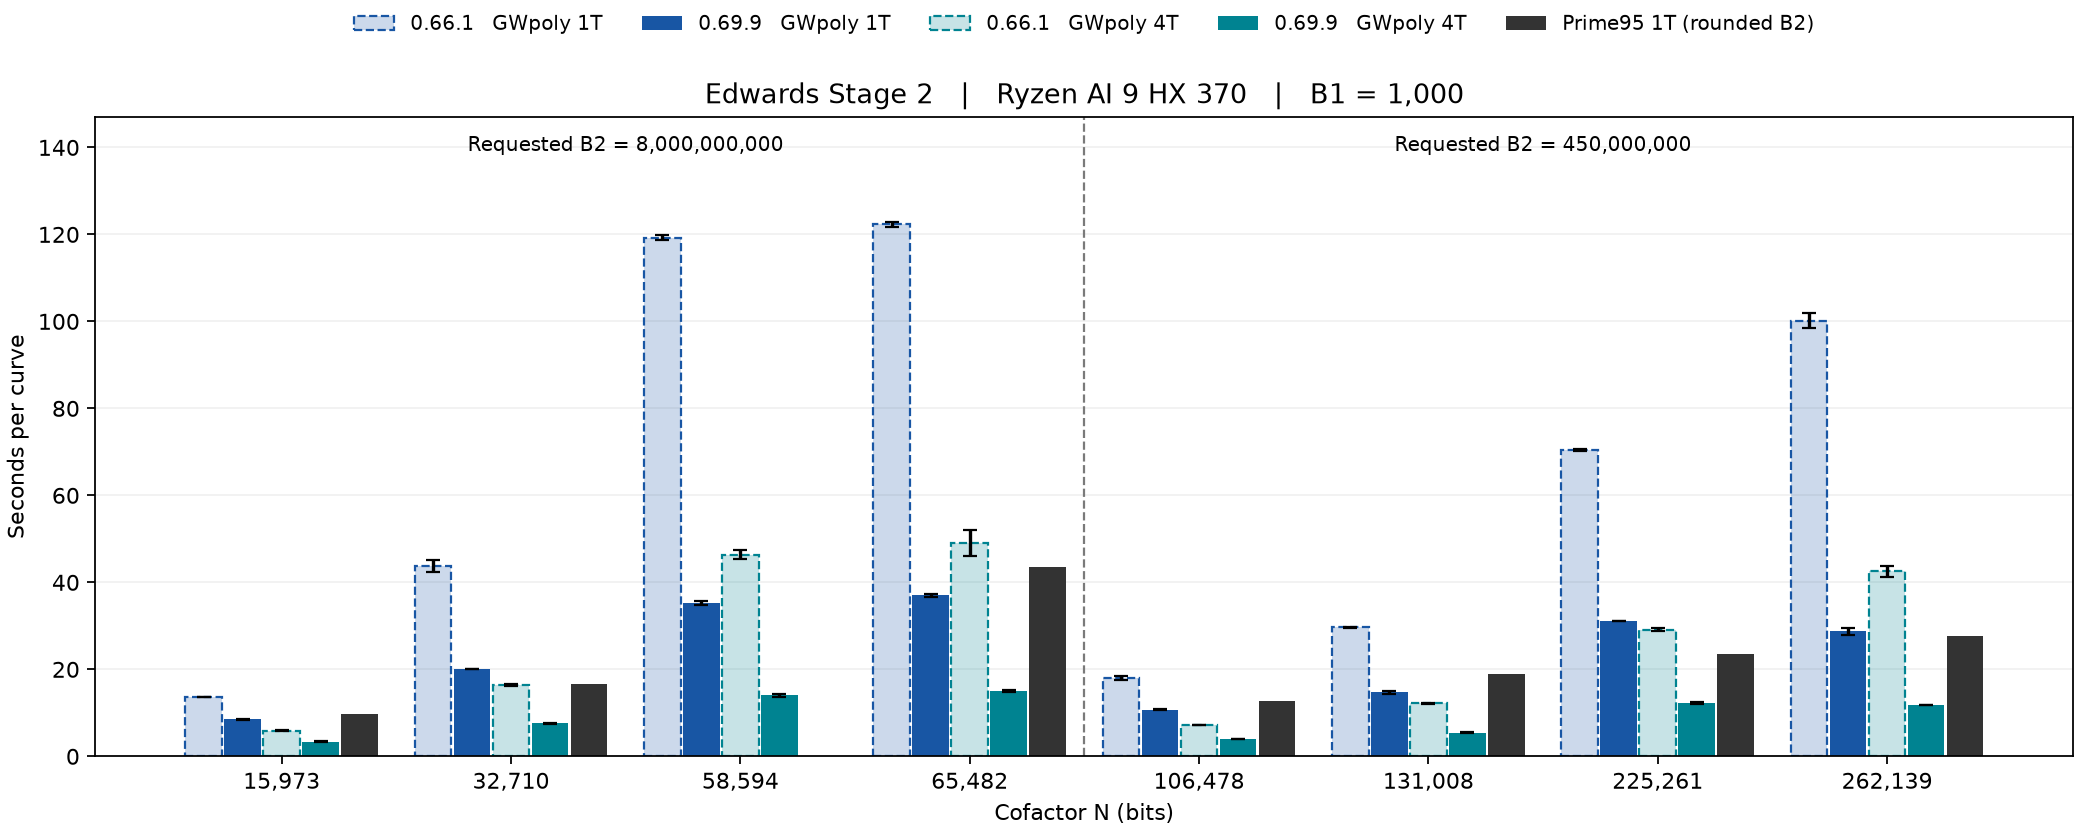 0.66.1 GWpoly 1T 0.69.9 GWpoly 1T 0.66.1 GWpoly 4T 0.69.9 GWpoly 4T Prime95 1T (rounded B2)
Edwards Stage 2 | Ryzen AI 9 HX 370 | B1 = 1,000
Requested B2 = 8,000,000,000
Requested B2 = 450,000,000
Seconds per curve
140
120
100
80
60
40
20
0
15,973 32,710 58,594 65,482 106,478 131,008 225,261 262,139
Cofactor N (bits)